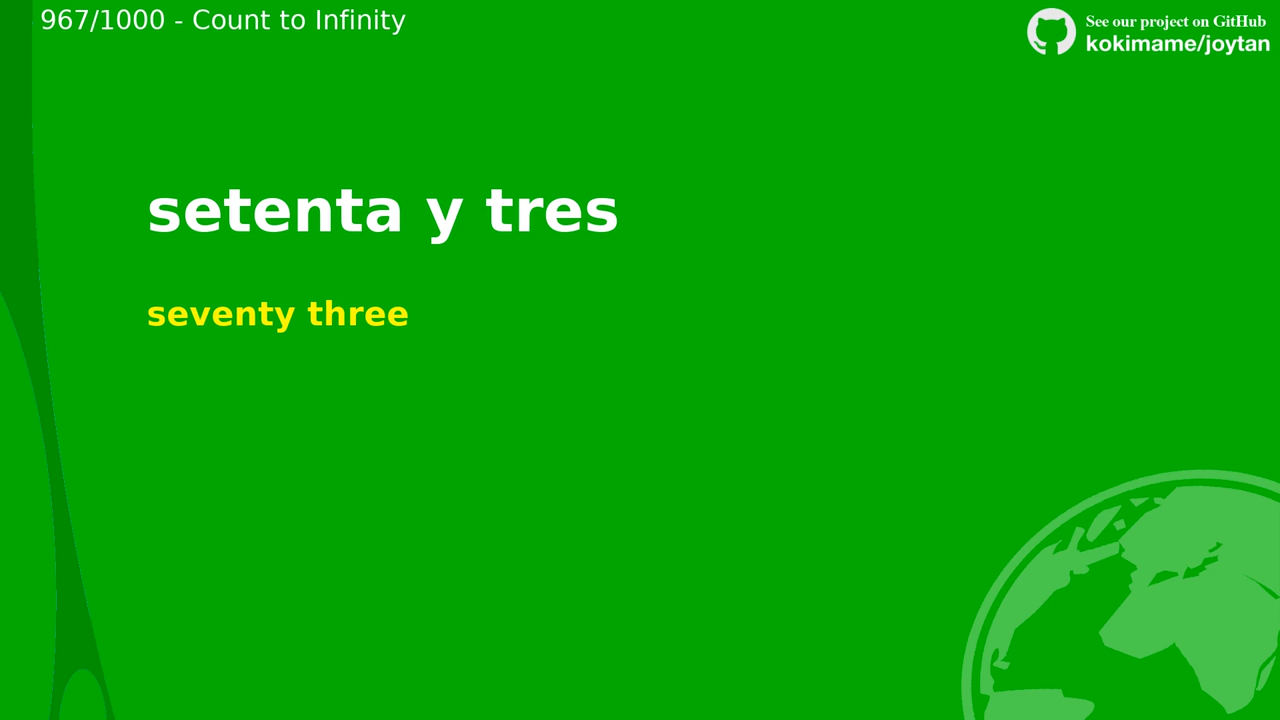 967/1000 - Count to Infinity
See our project on GitHub
kokimame/joytan
setenta y tres
seventy three